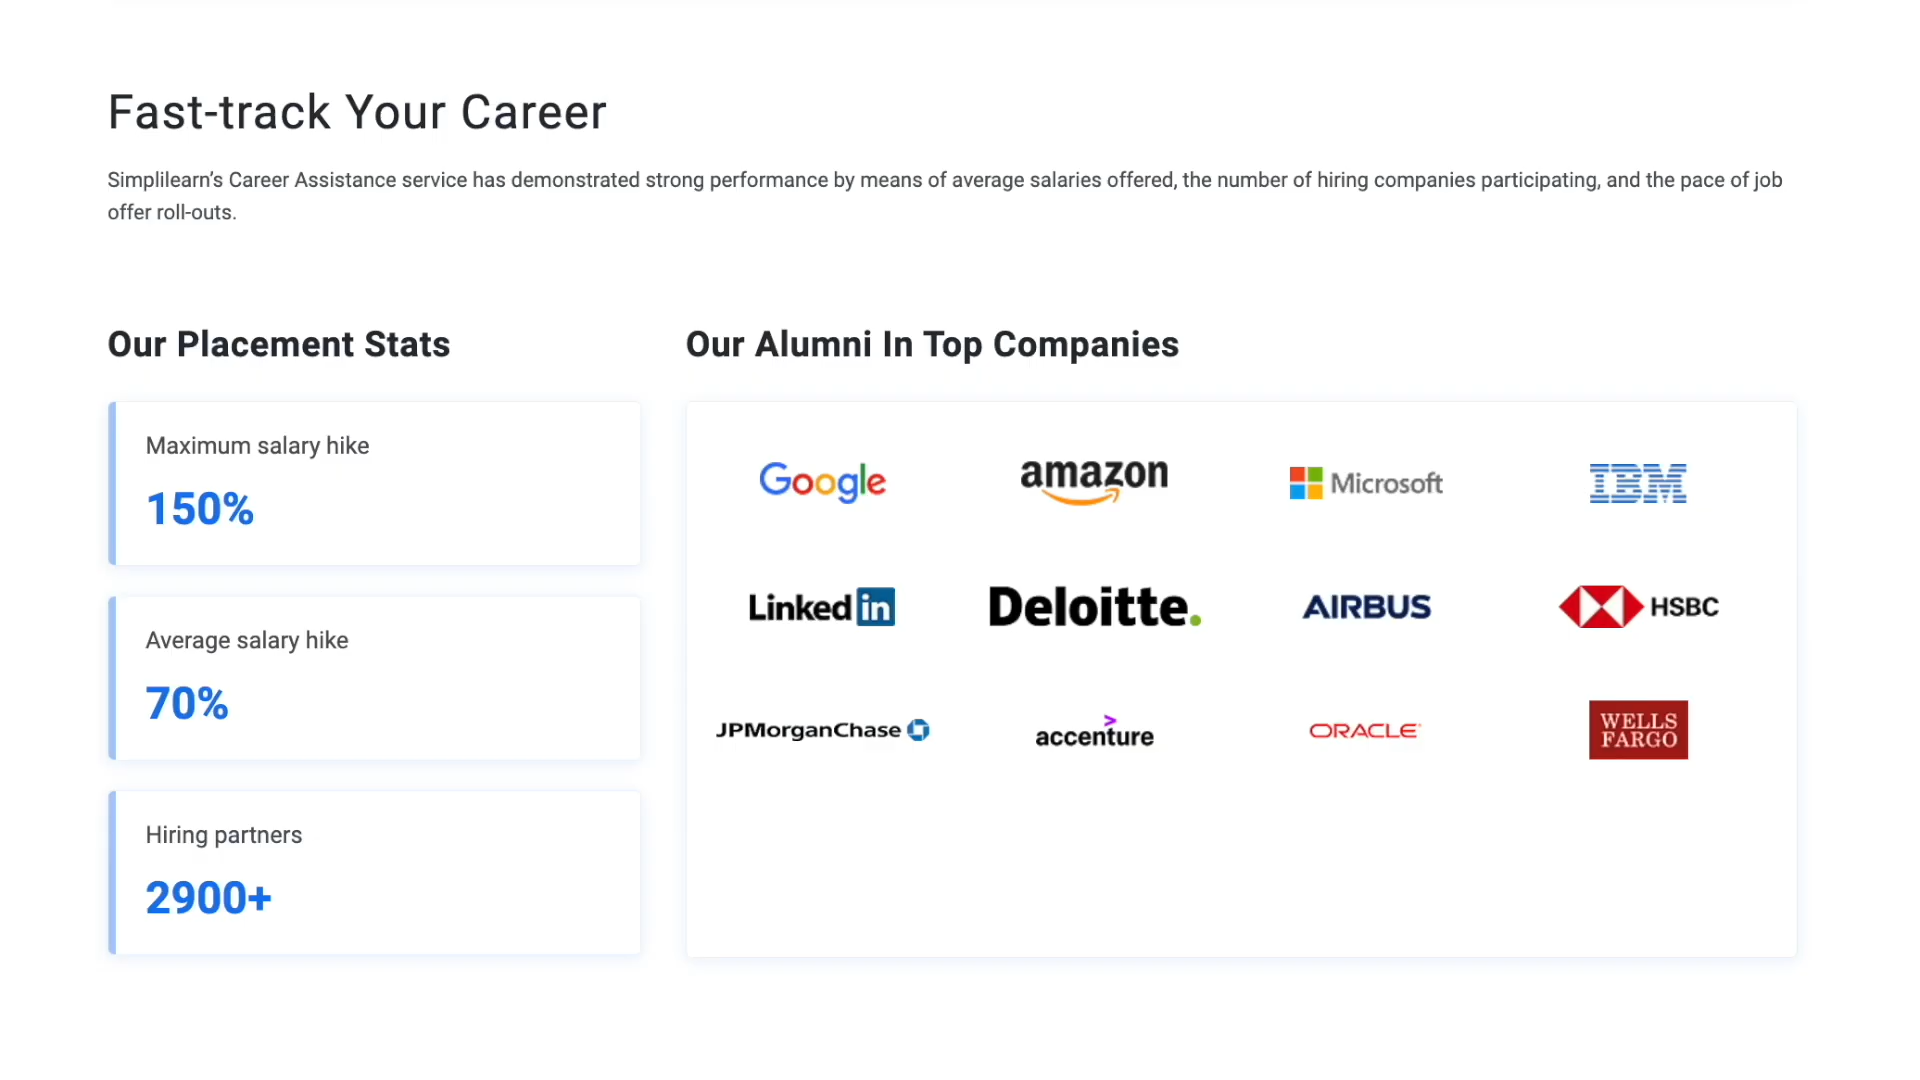 Fast-track Your Career
Simplilearn’s Career Assistance service has demonstrated strong performance by means of average salaries offered, the number of hiring companies participating, and the pace of job
offer roll-outs.
Our Placement Stats
Maximum salary hike
150%
Average salary hike
70%
Hiring partners
2900+
Our Alumni In Top Companies
Google amazon Microsoft IBM
Linked in Deloitte. AIRBUS HSBC
JPMorganChase accenture ORACLE WELLS
FARGO